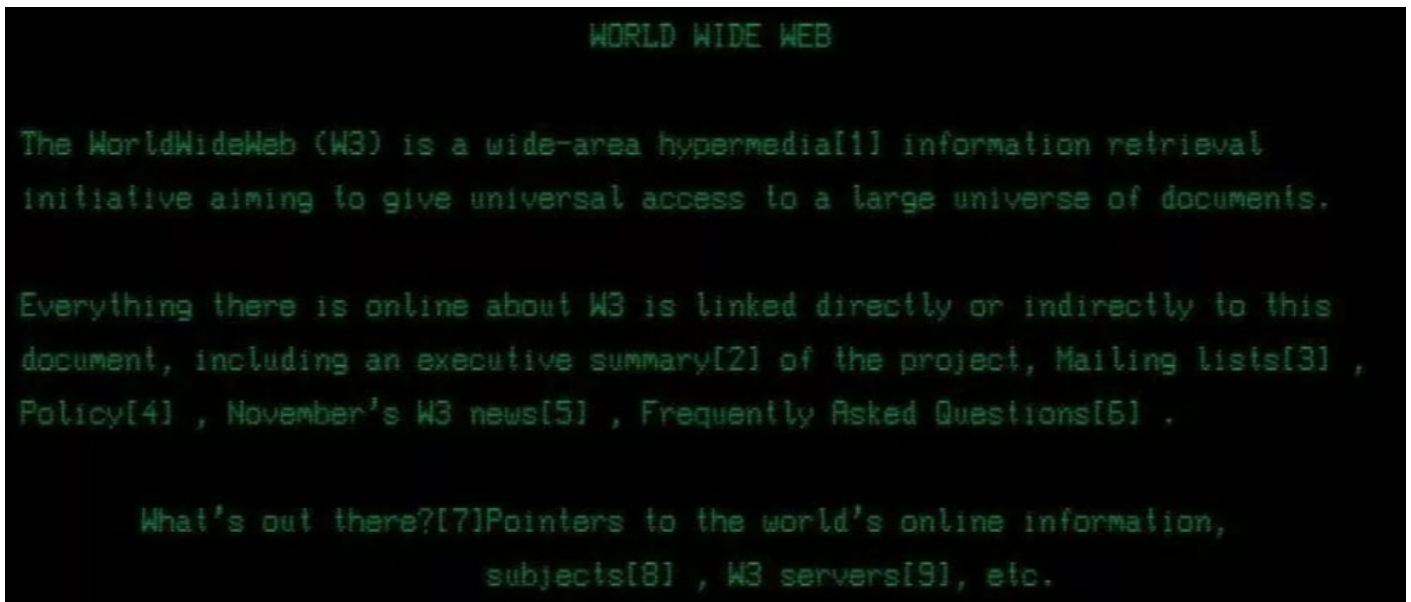 WORLD WIDE WEB
The WorldWideWeb (W3) is a wide-area hypermedia[1] information retrieval
initiative aiming to give universal access to a large universe of documents.
Everything there is online about W3 is linked directly or indirectly to this
document, including an executive summary[2] of the project, Mailing lists[3] ,
Policy[4] , November's W3 news[5] , Frequently Asked Questions[6] .
What's out there?[7]Pointers to the world's online information,
subjects[8] , W3 servers[9], etc.